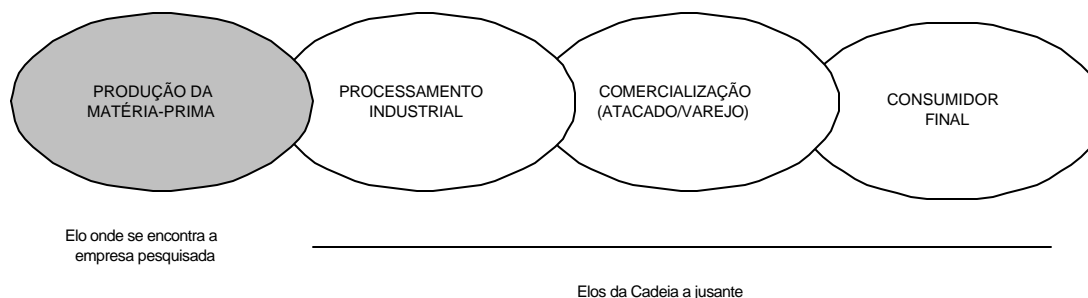 PRODUÇÃO DA
MATÉRIA-PRIMA
PROCESSAMENTO
INDUSTRIAL
COMERCIALIZAÇÃO
(ATACADO/VAREJO)
CONSUMIDOR
FINAL
Elo onde se encontra a
empresa pesquisada
Elos da Cadeia a jusante